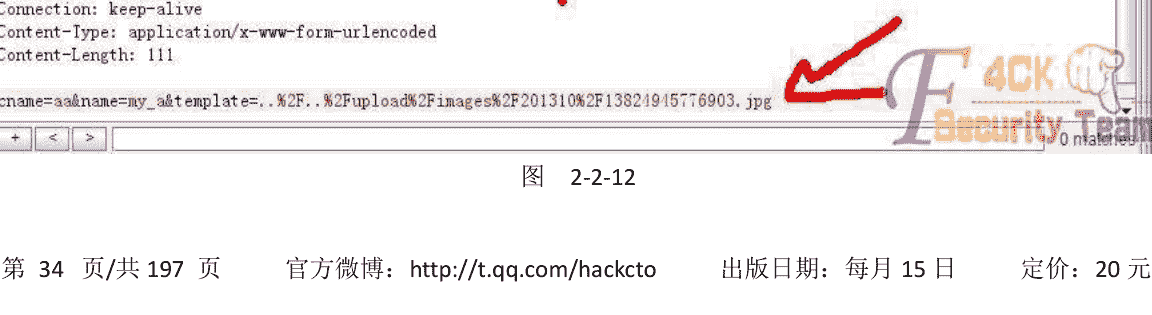 Connection: keep-alive
Content-Type: application/x-www-form-urlencoded
Content-Length: 111
cname=aa&name=my_a&template=..%2F..%2Fupload%2Fimages%2F201310%2F13824945776903.jpg
F4CK
Security Team
+ < > 0 matches
图 2-2-12
第 34 页/共 197 页 官方微博：http://t.qq.com/hackcto 出版日期：每月 15 日 定价：20 元